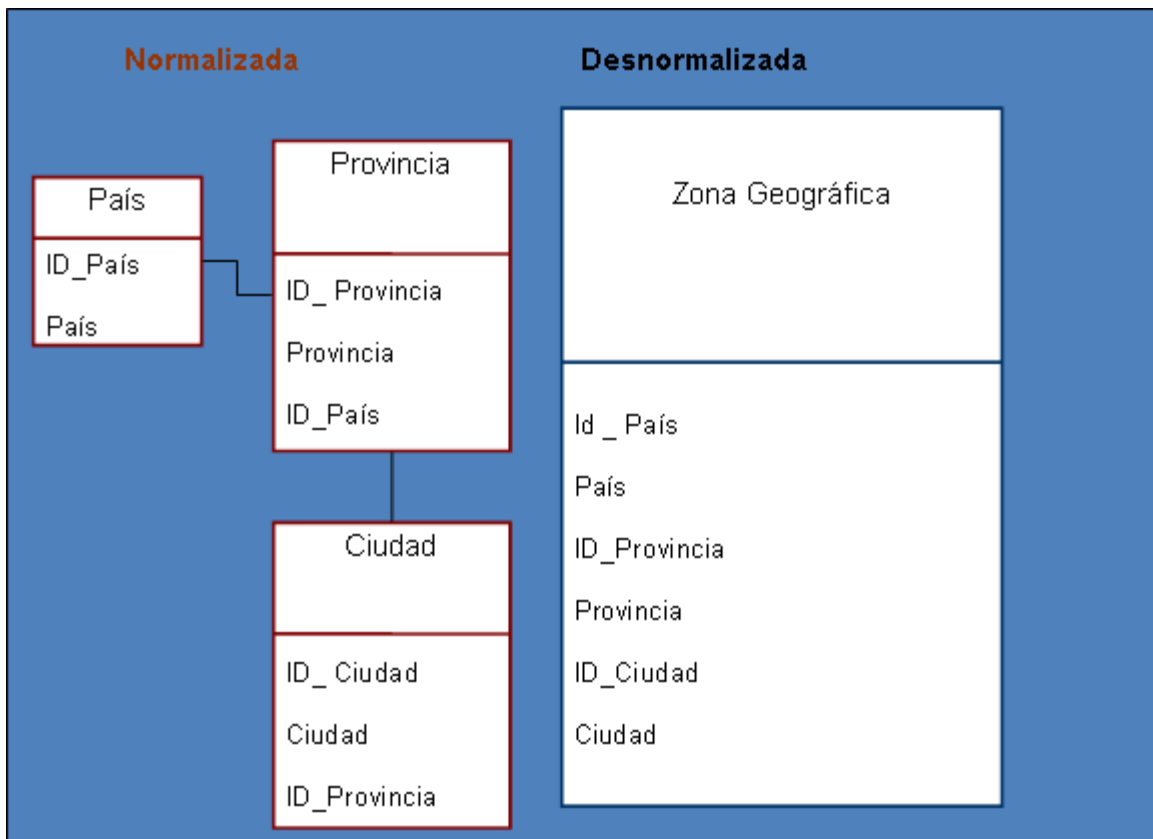 Normalizada
Desnormalizada
País
ID_País
País
Provincia
ID_ Provincia
Provincia
ID_País
Ciudad
ID_ Ciudad
Ciudad
ID_Provincia
Zona Geográfica
Id _ País
País
ID_Provincia
Provincia
ID_Ciudad
Ciudad